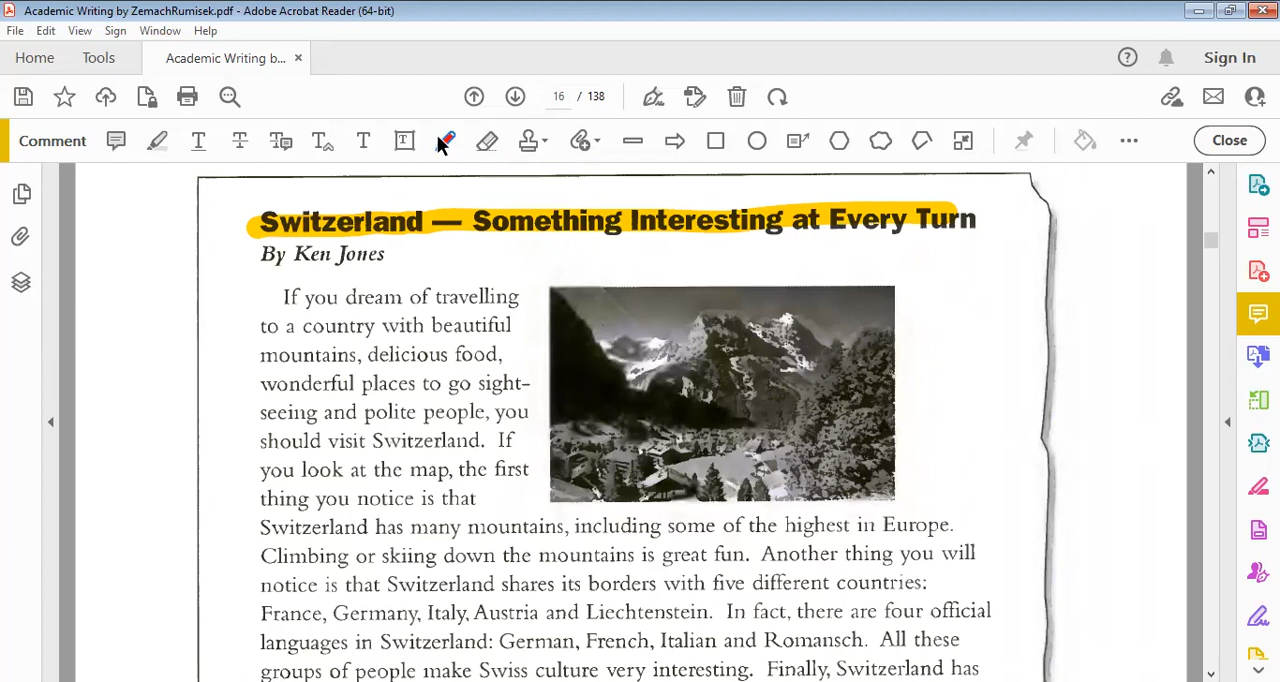 Academic Writing by ZemachRumisek.pdf - Adobe Acrobat Reader (64-bit)
File Edit View Sign Window Help
Home Tools Academic Writing b... × Sign In
16 / 138
Comment Close
Switzerland — Something Interesting at Every Turn
By Ken Jones
If you dream of travelling
to a country with beautiful
mountains, delicious food,
wonderful places to go sight-
seeing and polite people, you
should visit Switzerland. If
you look at the map, the first
thing you notice is that
Switzerland has many mountains, including some of the highest in Europe.
Climbing or skiing down the mountains is great fun. Another thing you will
notice is that Switzerland shares its borders with five different countries:
France, Germany, Italy, Austria and Liechtenstein. In fact, there are four official
languages in Switzerland: German, French, Italian and Romansch. All these
groups of people make Swiss culture very interesting. Finally, Switzerland has